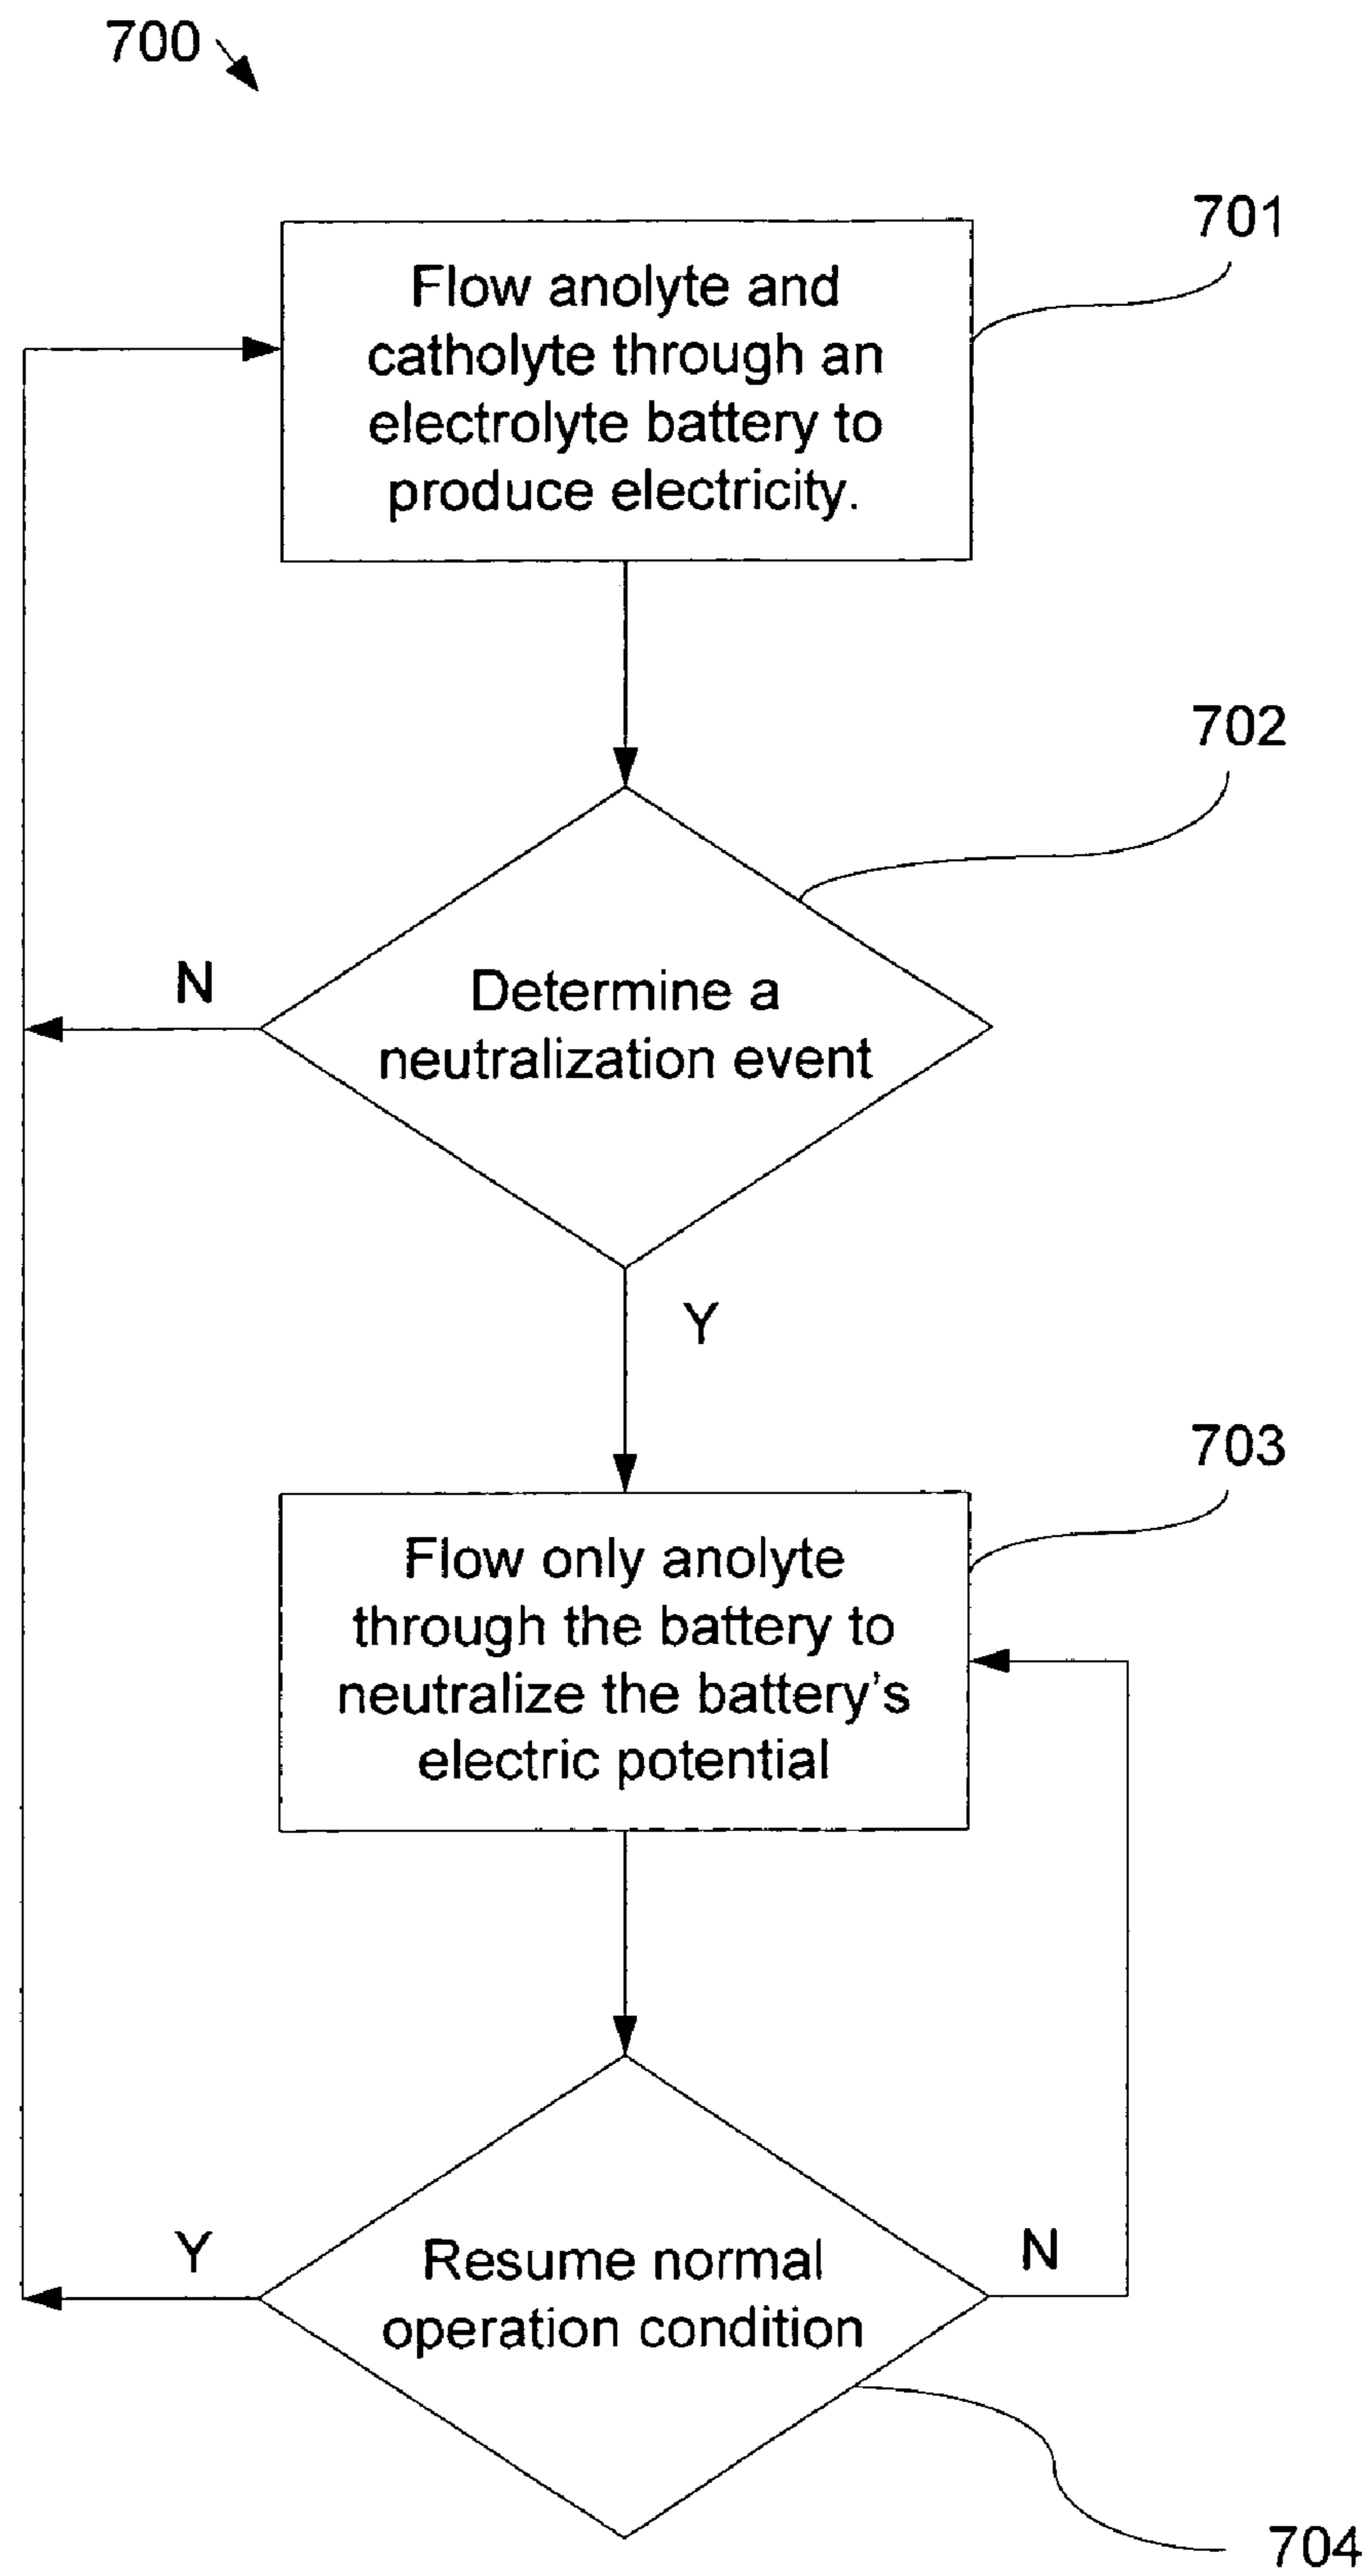 700
701
Flow anolyte and
catholyte through an
electrolyte battery to
produce electricity.
702
N
Determine a
neutralization event
Y
703
Flow only anolyte
through the battery to
neutralize the battery's
electric potential
Y
Resume normal
operation condition
N
704